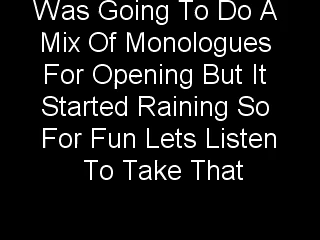 Was Going To Do A
Mix Of Monologues
For Opening But It
Started Raining So
For Fun Lets Listen
To Take That